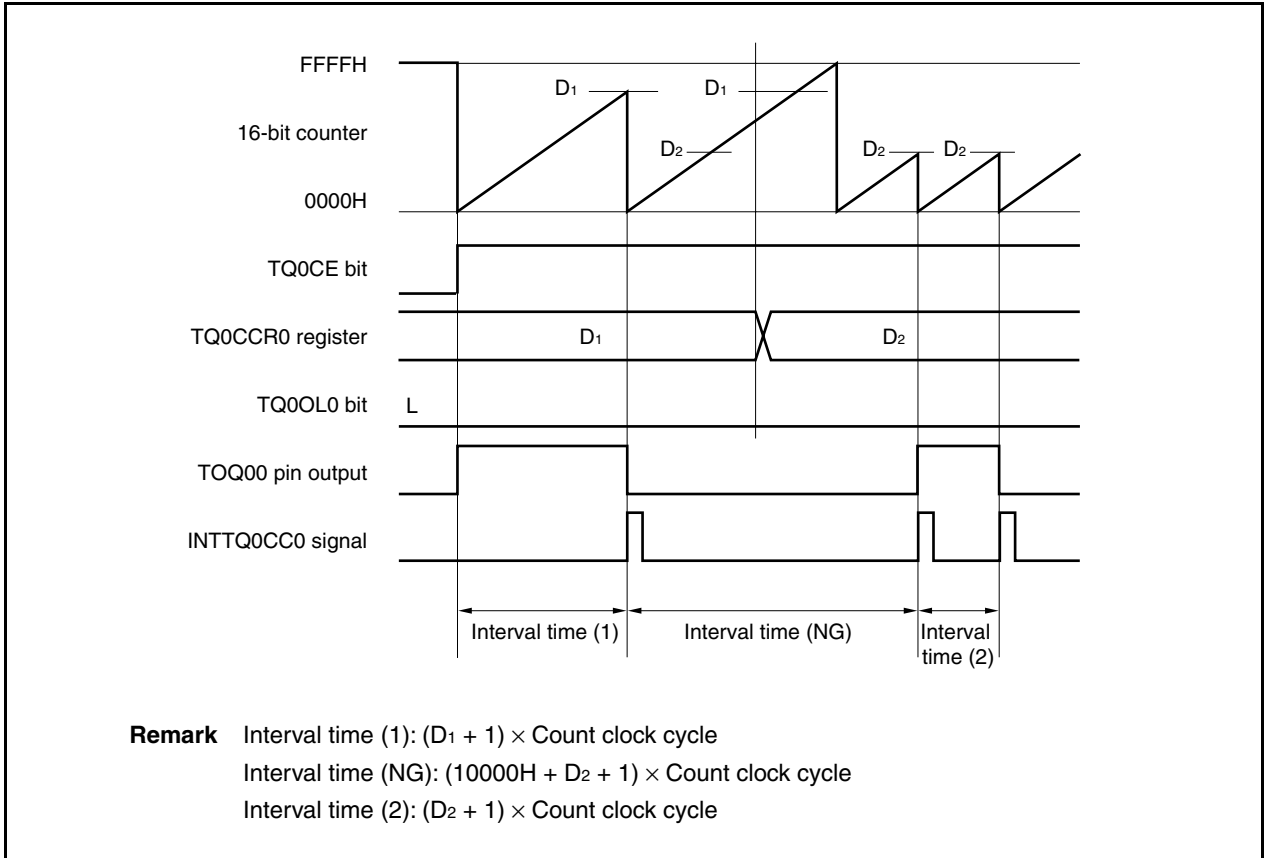 FFFFH
D1
D1
16-bit counter
D2
D2
D2
0000H
TQ0CE bit
TQ0CCR0 register
D1
D2
TQ0OL0 bit
L
TOQ00 pin output
INTTQ0CC0 signal
Interval time (1)
Interval time (NG)
Interval
time (2)
Remark Interval time (1): (D1 + 1) × Count clock cycle
Interval time (NG): (10000H + D2 + 1) × Count clock cycle
Interval time (2): (D2 + 1) × Count clock cycle